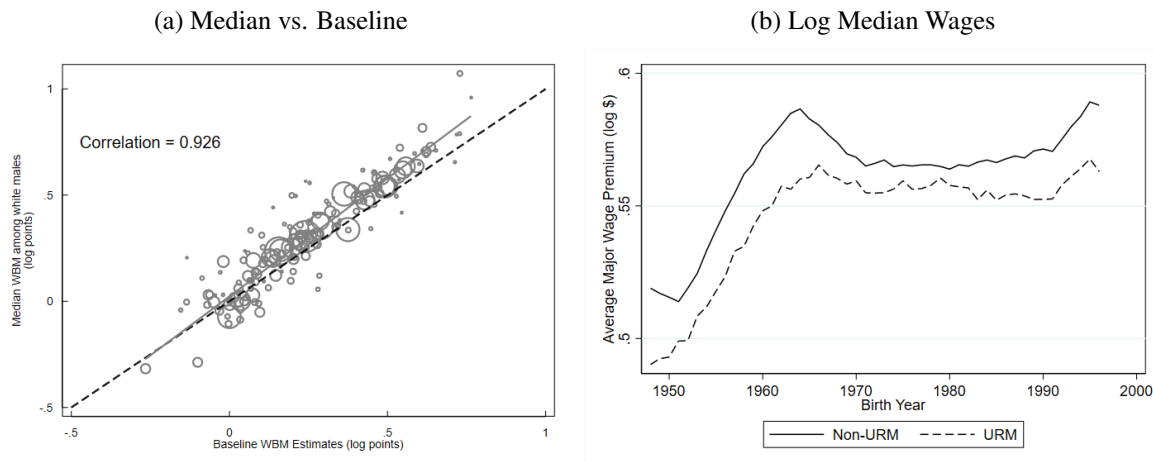 (a) Median vs. Baseline
Median WBM among white males
(log points)
1
.5
0
-.5
Correlation = 0.926
-.5
0
.5
1
Baseline WBM Estimates (log points)
(b) Log Median Wages
Average Major Wage Premium (log $)
.6
.55
.5
1950
1960
1970
1980
1990
2000
Birth Year
Non-URM
URM